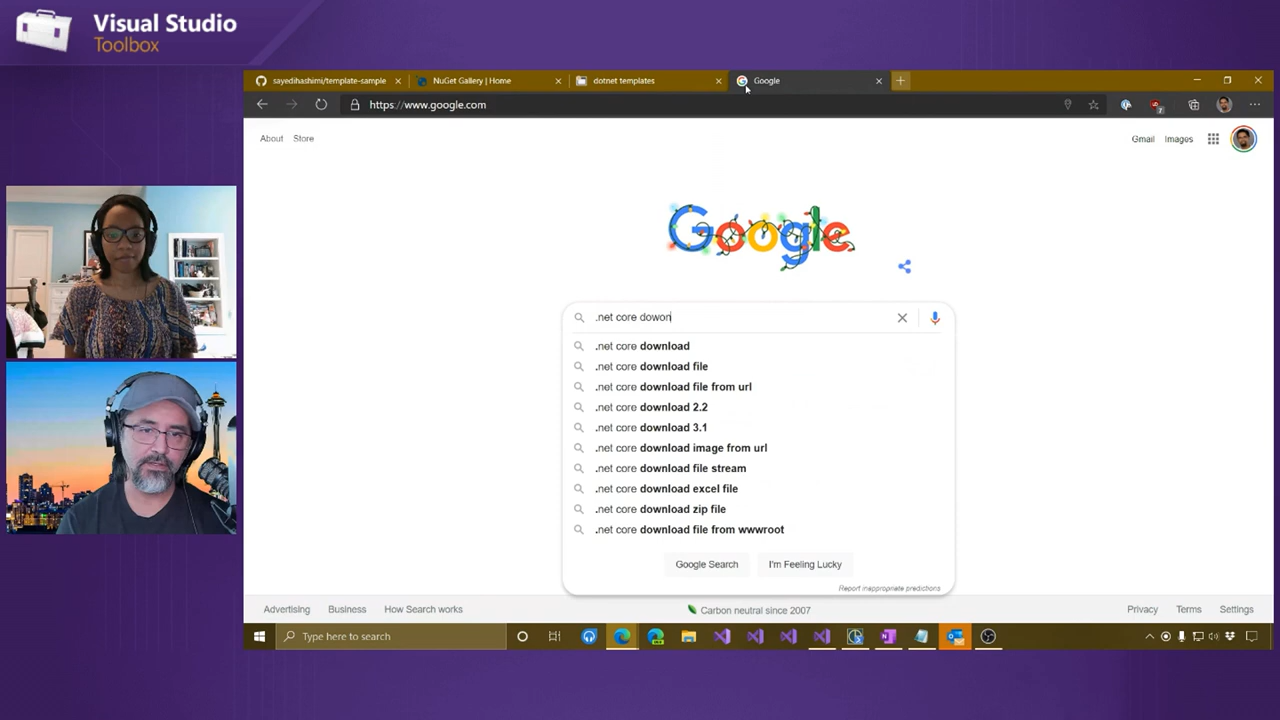 Visual Studio
Toolbox
sayedihashimi/template-sample
NuGet Gallery | Home
dotnet templates
Google
https://www.google.com
About Store
Gmail Images
Google
.net core dowon
.net core download
.net core download file
.net core download file from url
.net core download 2.2
.net core download 3.1
.net core download image from url
.net core download file stream
.net core download excel file
.net core download zip file
.net core download file from wwwroot
Google Search I'm Feeling Lucky
Report inappropriate predictions
Advertising Business How Search works
Carbon neutral since 2007
Privacy Terms Settings
Type here to search